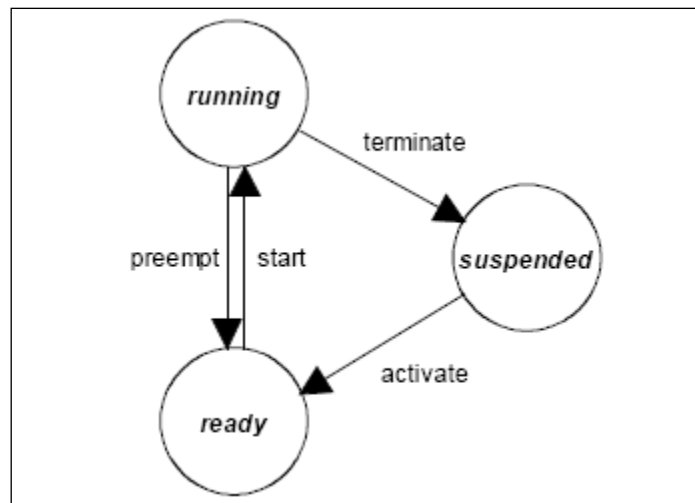 running
terminate
preempt
start
suspended
activate
ready